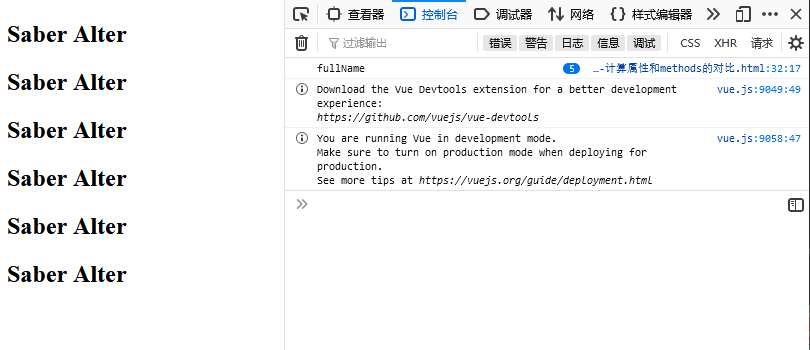 Saber Alter
Saber Alter
Saber Alter
Saber Alter
Saber Alter
Saber Alter
查看器 控制台 调试器 网络 样式编辑器
过滤输出 错误 警告 日志 信息 调试 CSS XHR 请求
fullName 5 …-计算属性和methods的对比.html:32:17
Download the Vue Devtools extension for a better development vue.js:9049:49
experience:
https://github.com/vuejs/vue-devtools
You are running Vue in development mode. vue.js:9058:47
Make sure to turn on production mode when deploying for
production.
See more tips at https://vuejs.org/guide/deployment.html